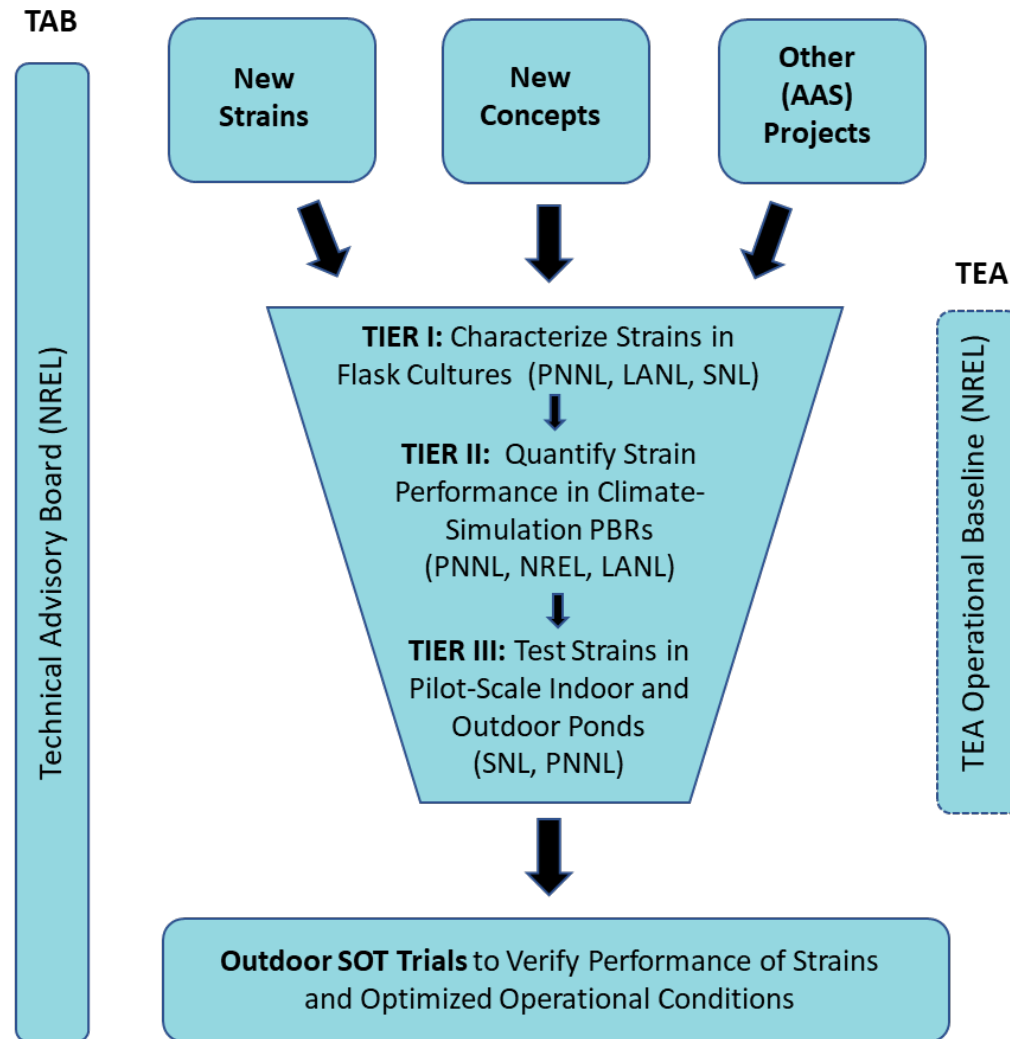 TAB
Technical Advisory Board (NREL)
New
Strains
New
Concepts
Other
(AAS)
Projects
TIER I: Characterize Strains in
Flask Cultures (PNNL, LANL, SNL)
TIER II: Quantify Strain
Performance in Climate-
Simulation PBRs
(PNNL, NREL, LANL)
TIER III: Test Strains in
Pilot-Scale Indoor and
Outdoor Ponds
(SNL, PNNL)
TEA
TEA Operational Baseline (NREL)
Outdoor SOT Trials to Verify Performance of Strains
and Optimized Operational Conditions